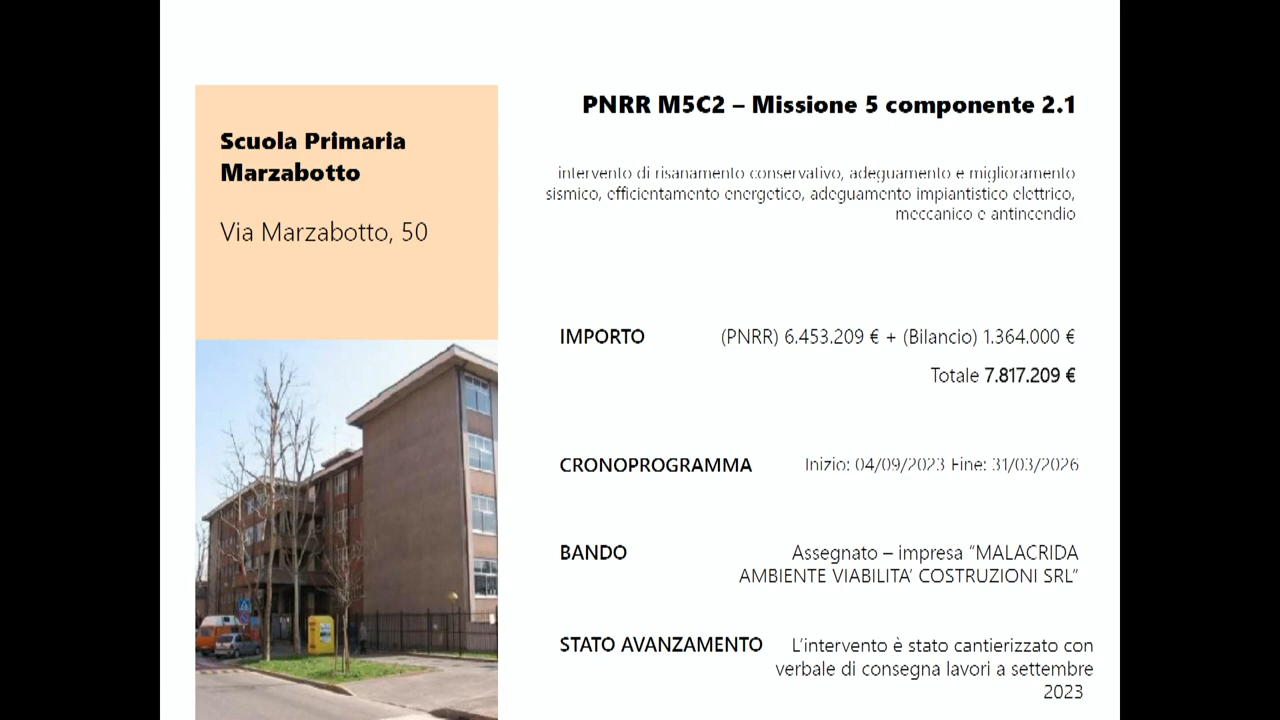 Scuola Primaria
Marzabotto
Via Marzabotto, 50
PNRR M5C2 – Missione 5 componente 2.1
intervento di risanamento conservativo, adeguamento e miglioramento
sismico, efficientamento energetico, adeguamento impiantistico elettrico,
meccanico e antincendio
IMPORTO (PNRR) 6.453.209 € + (Bilancio) 1.364.000 €
Totale 7.817.209 €
CRONOPROGRAMMA Inizio: 04/09/2023 Fine: 31/03/2026
BANDO Assegnato – impresa “MALACRIDA
AMBIENTE VIABILITA’ COSTRUZIONI SRL”
STATO AVANZAMENTO L’intervento è stato cantierizzato con
verbale di consegna lavori a settembre
2023